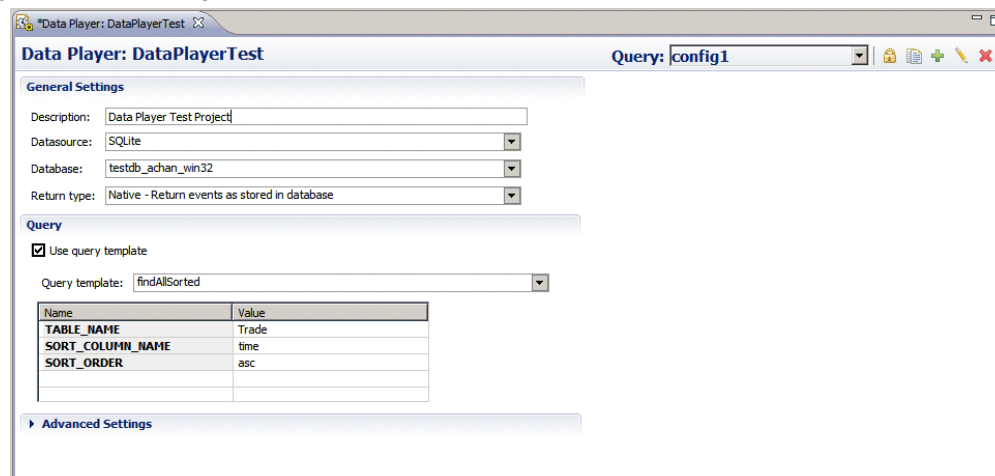 *Data Player: DataPlayerTest
Data Player: DataPlayerTest
Query: config1
General Settings
Description: Data Player Test Project
Datasource: SQLite
Database: testdb_achan_win32
Return type: Native - Return events as stored in database
Query
Use query template
Query template: findAllSorted
Name Value
TABLE_NAME Trade
SORT_COLUMN_NAME time
SORT_ORDER asc
Advanced Settings